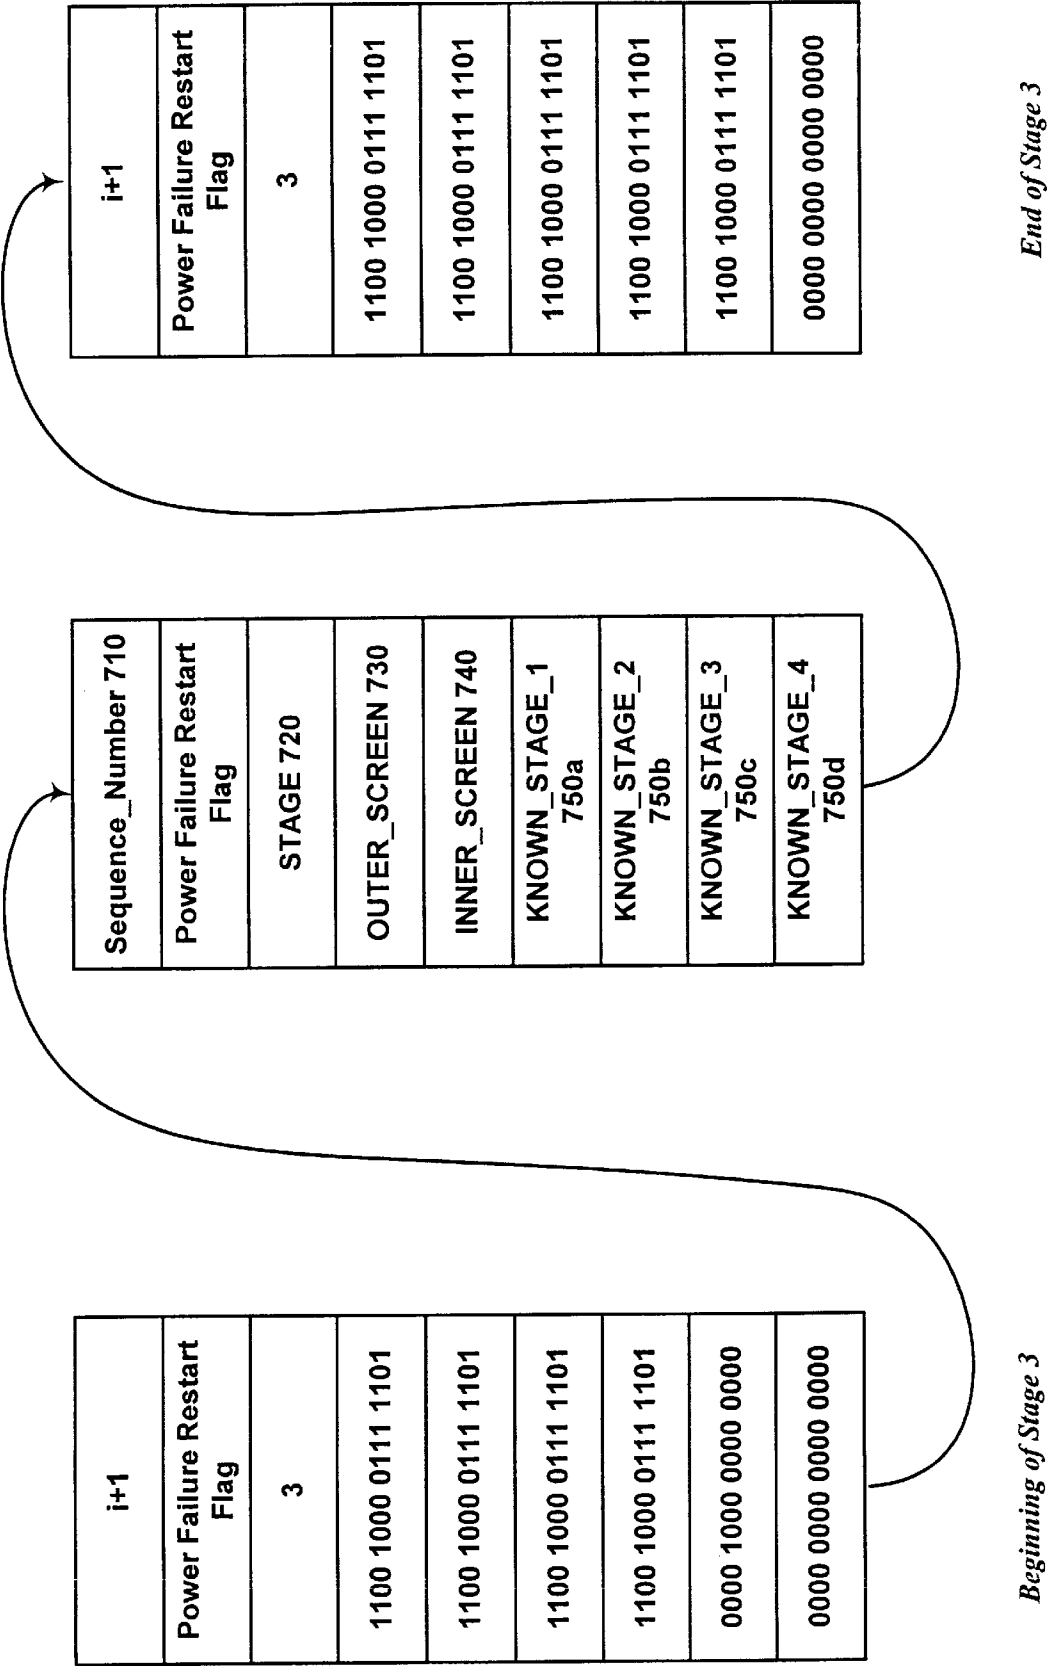 i+1
Power Failure Restart
Flag
3
1100 1000 0111 1101
1100 1000 0111 1101
1100 1000 0111 1101
1100 1000 0111 1101
0000 1000 0000 0000
0000 0000 0000 0000
Beginning of Stage 3
Sequence_Number 710
Power Failure Restart
Flag
STAGE 720
OUTER_SCREEN 730
INNER_SCREEN 740
KNOWN_STAGE_1
750a
KNOWN_STAGE_2
750b
KNOWN_STAGE_3
750c
KNOWN_STAGE_4
750d
i+1
Power Failure Restart
Flag
3
1100 1000 0111 1101
1100 1000 0111 1101
1100 1000 0111 1101
1100 1000 0111 1101
1100 1000 0111 1101
0000 0000 0000 0000
End of Stage 3